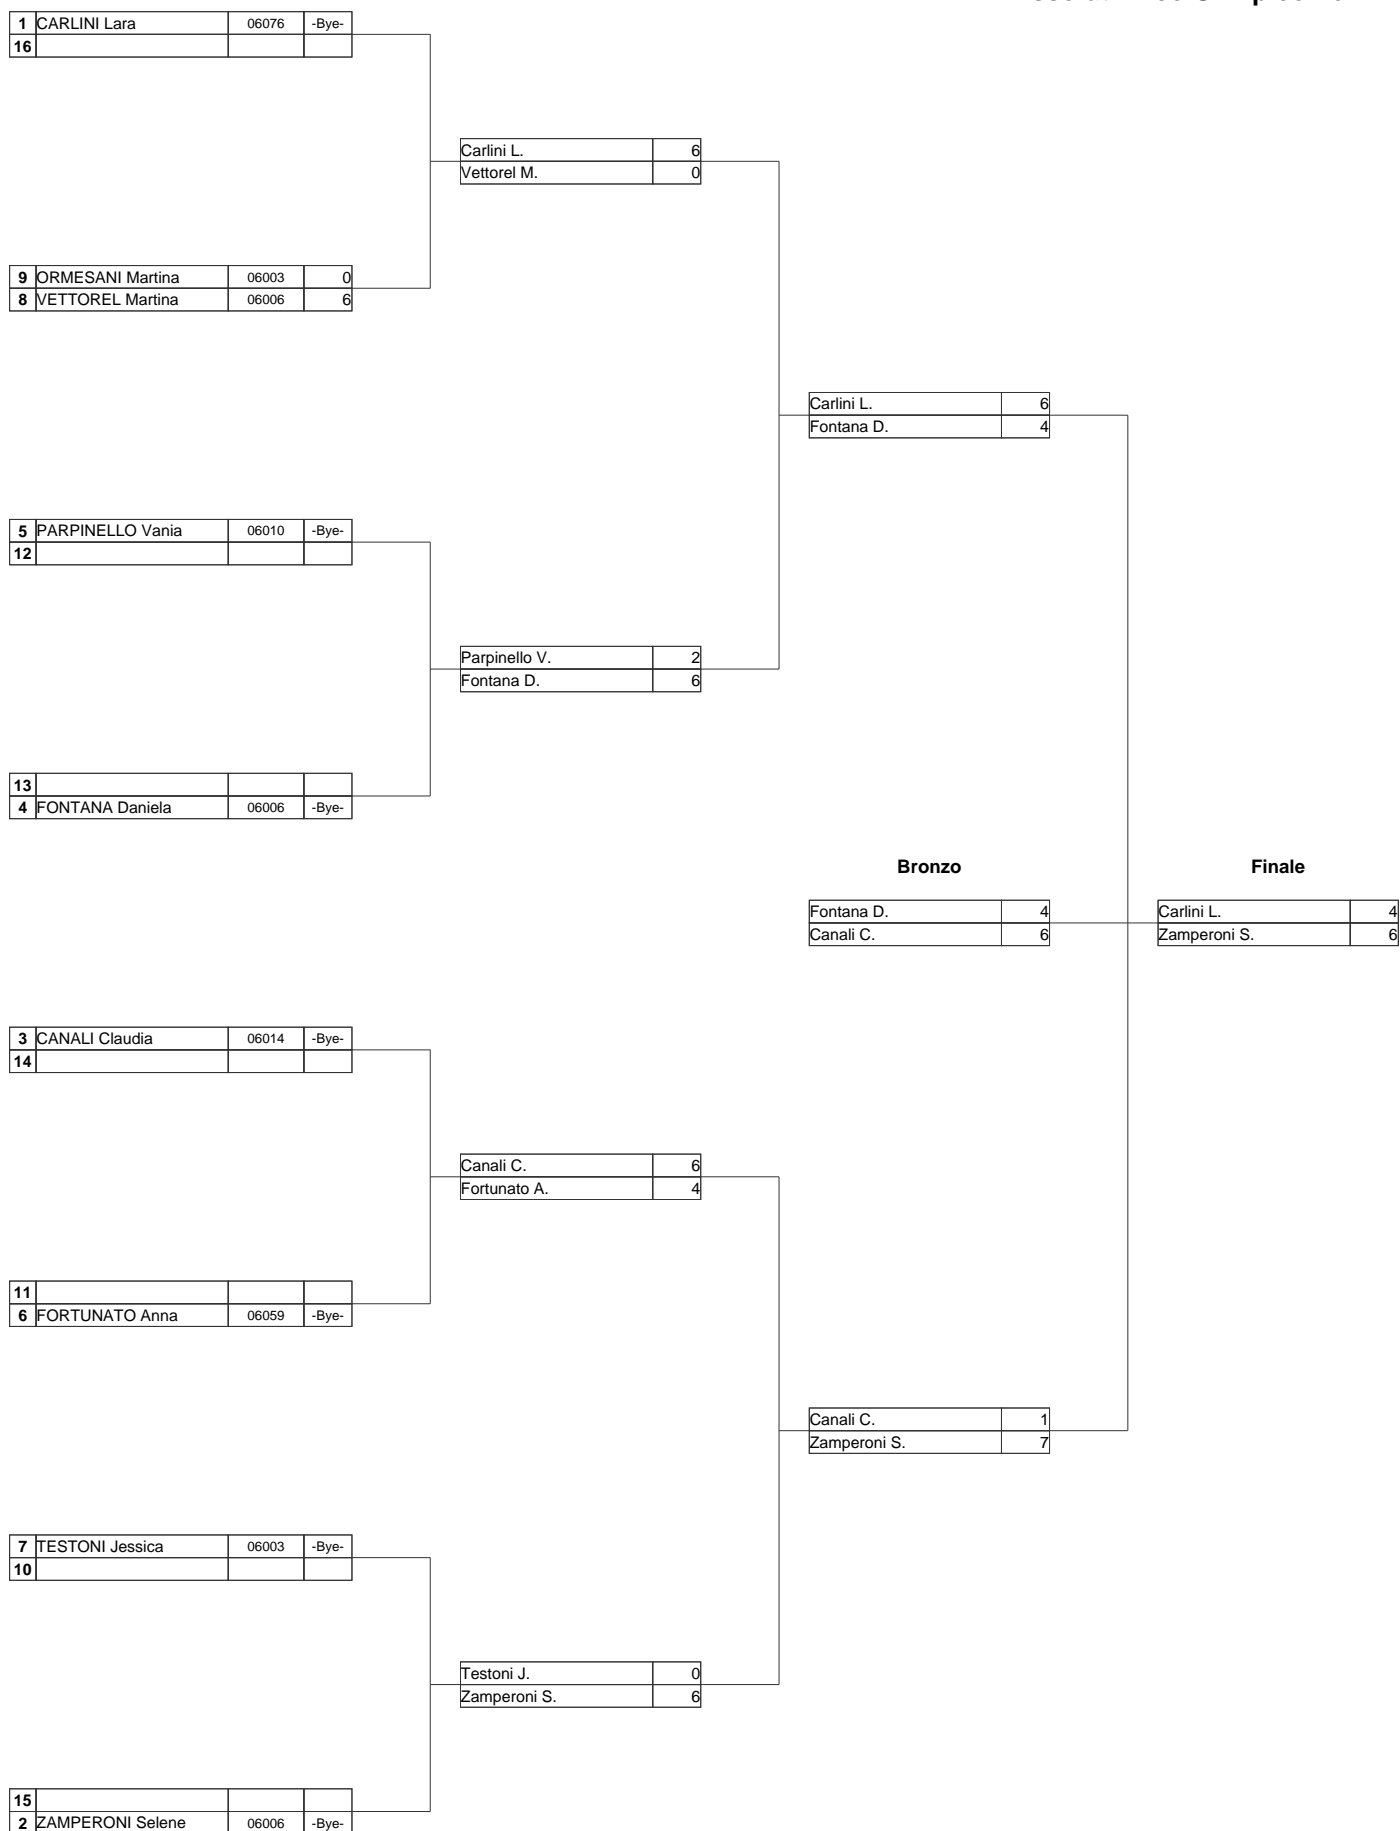 1 CARLINI Lara 06076 -Bye-
16
Carlini L. 6
Vettorel M. 0
9 ORMESANI Martina 06003 0
8 VETTOREL Martina 06006 6
Carlini L. 6
Fontana D. 4
5 PARPINELLO Vania 06010 -Bye-
12
Parpinello V. 2
Fontana D. 6
13
4 FONTANA Daniela 06006 -Bye-
Bronzo Finale
Fontana D. 4 Carlini L. 4
Canali C. 6 Zamperoni S. 6
3 CANALI Claudia 06014 -Bye-
14
Canali C. 6
Fortunato A. 4
11
6 FORTUNATO Anna 06059 -Bye-
Canali C. 1
Zamperoni S. 7
7 TESTONI Jessica 06003 -Bye-
10
Testoni J. 0
Zamperoni S. 6
15
2 ZAMPERONI Selene 06006 -Bye-